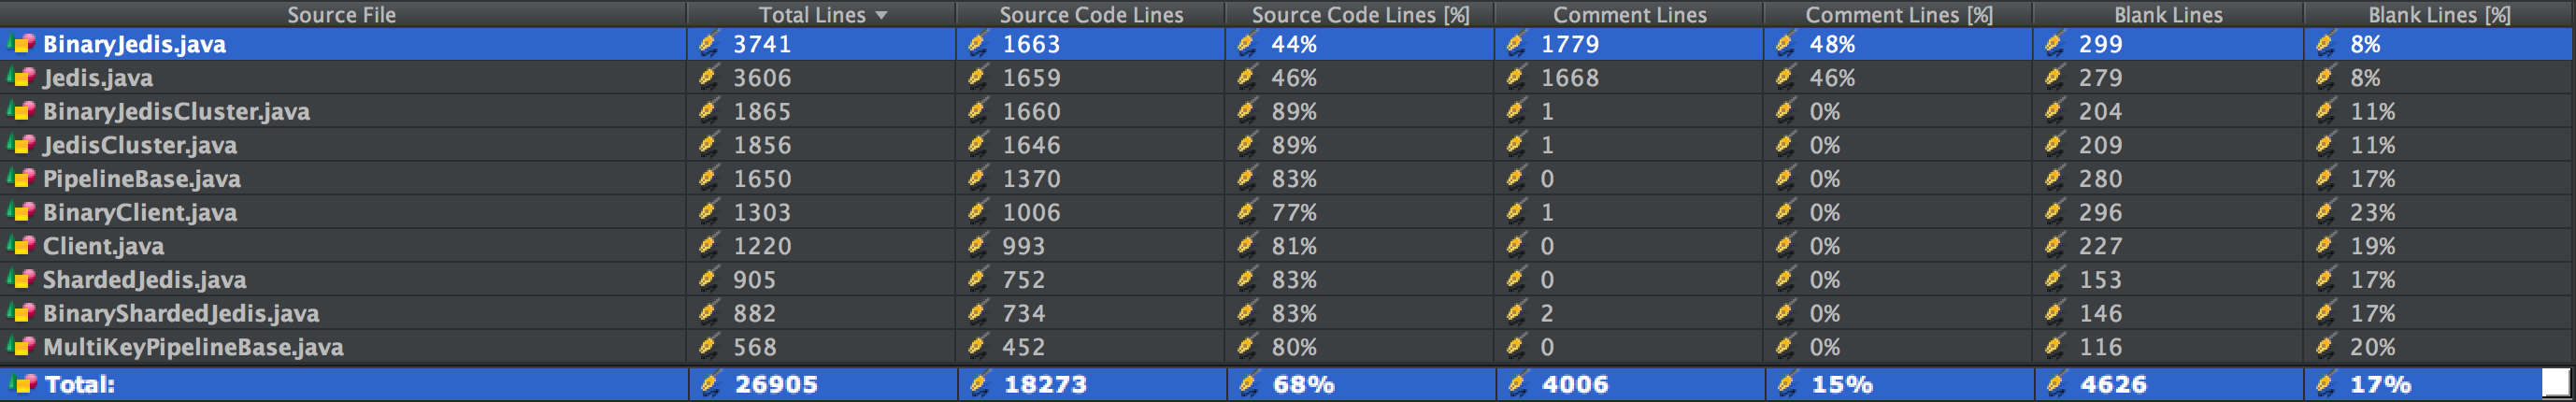 Source File Total Lines Source Code Lines Source Code Lines [%] Comment Lines Comment Lines [%] Blank Lines Blank Lines [%]
BinaryJedis.java 3741 1663 44% 1779 48% 299 8%
Jedis.java 3606 1659 46% 1668 46% 279 8%
BinaryJedisCluster.java 1865 1660 89% 1 0% 204 11%
JedisCluster.java 1856 1646 89% 1 0% 209 11%
PipelineBase.java 1650 1370 83% 0 0% 280 17%
BinaryClient.java 1303 1006 77% 1 0% 296 23%
Client.java 1220 993 81% 0 0% 227 19%
ShardedJedis.java 905 752 83% 0 0% 153 17%
BinaryShardedJedis.java 882 734 83% 2 0% 146 17%
MultiKeyPipelineBase.java 568 452 80% 0 0% 116 20%
Total: 26905 18273 68% 4006 15% 4626 17%